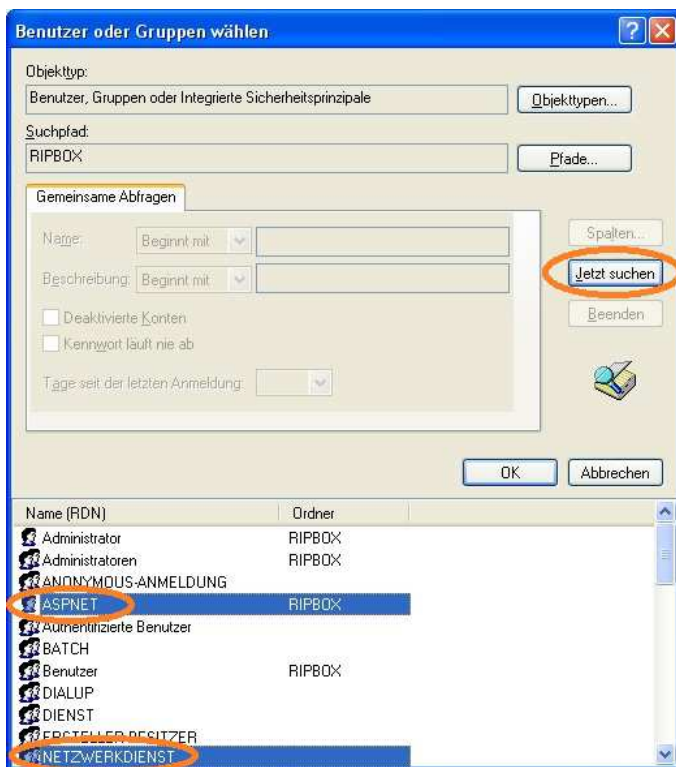 Benutzer oder Gruppen wählen
Objekttyp:
Benutzer, Gruppen oder Integrierte Sicherheitsprinzipale
Objekttypen...
Suchpfad:
RIPBOX
Pfade...
Gemeinsame Abfragen
Name:
Beginnt mit
Spalten...
Beschreibung:
Beginnt mit
Jetzt suchen
Deaktivierte Konten
Beenden
Kennwort läuft nie ab
Tage seit der letzten Anmeldung:
OK
Abbrechen
Name (RDN) Ordner
Administrator RIPBOX
Administratoren RIPBOX
ANONYMOUS-ANMELDUNG
ASPNET RIPBOX
Authentifizierte Benutzer
BATCH
Benutzer RIPBOX
DIALUP
DIENST
ERSTELLER-BESITZER
NETZWERKDIENST